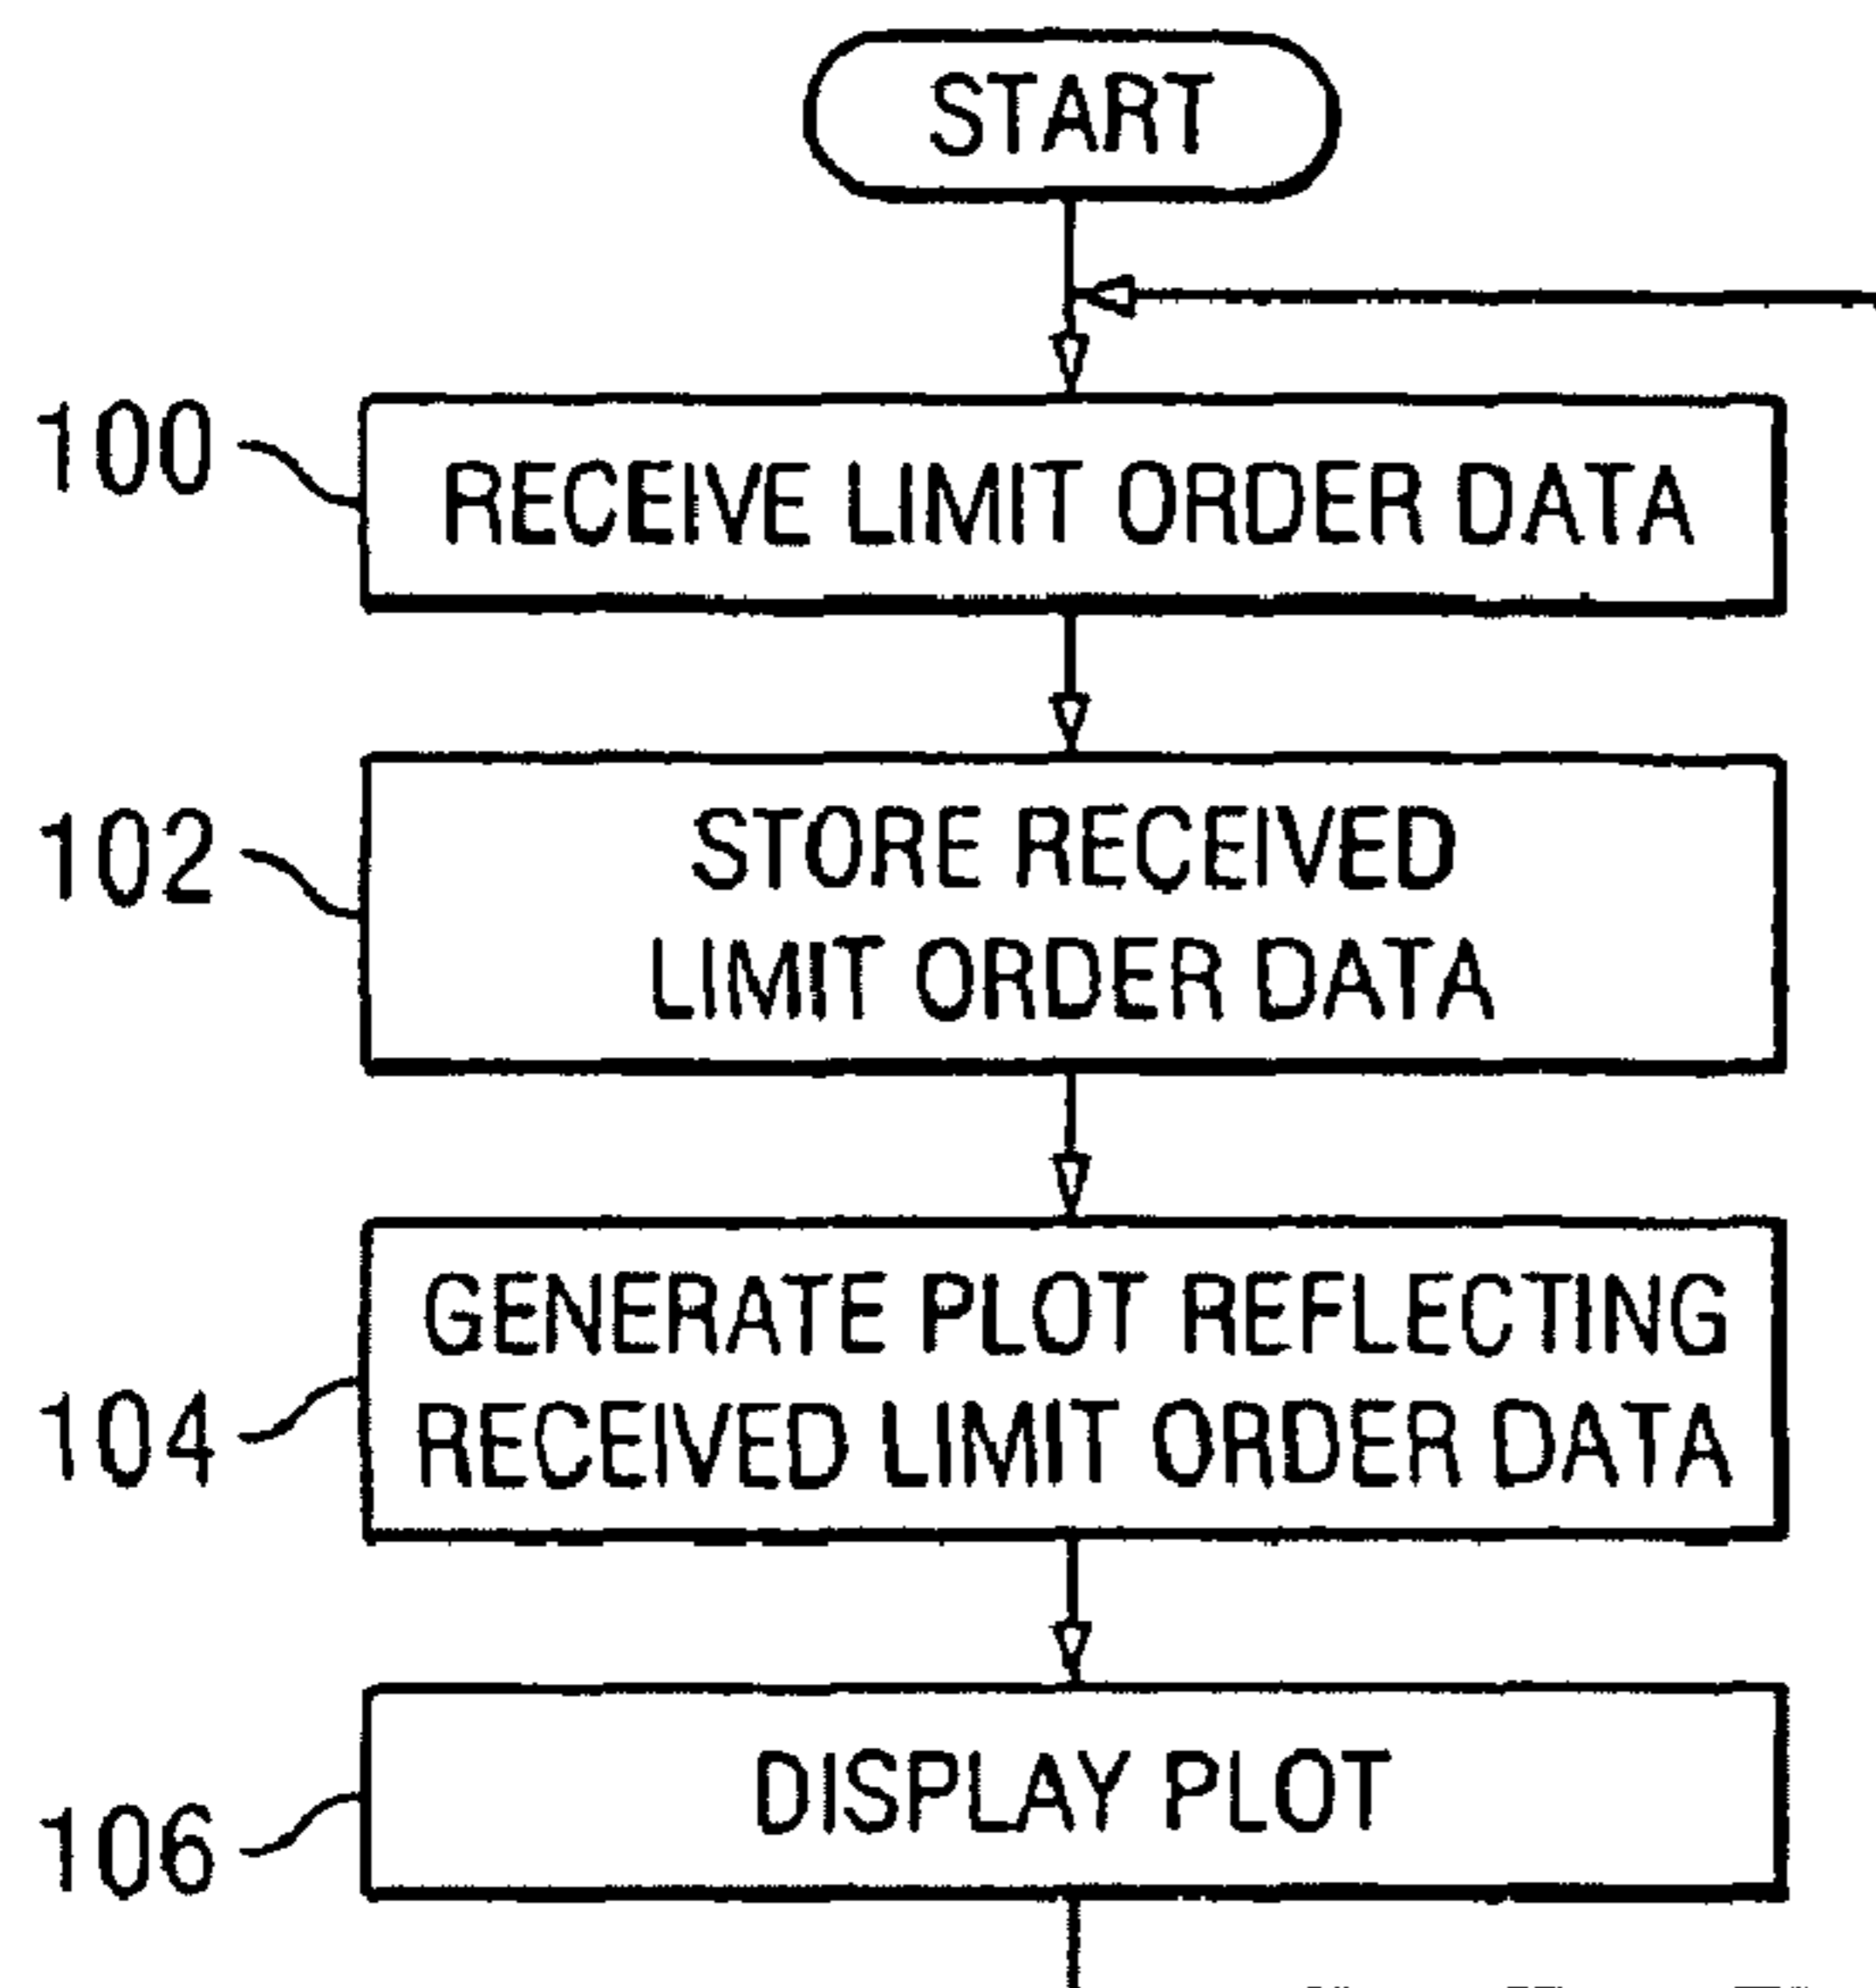 START
100
RECEIVE LIMIT ORDER DATA
102
STORE RECEIVED
LIMIT ORDER DATA
104
GENERATE PLOT REFLECTING
RECEIVED LIMIT ORDER DATA
106
DISPLAY PLOT